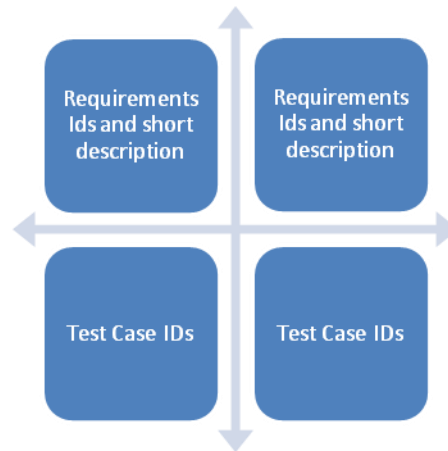 Requirements
Ids and short
description
Requirements
Ids and short
description
Test Case IDs
Test Case IDs